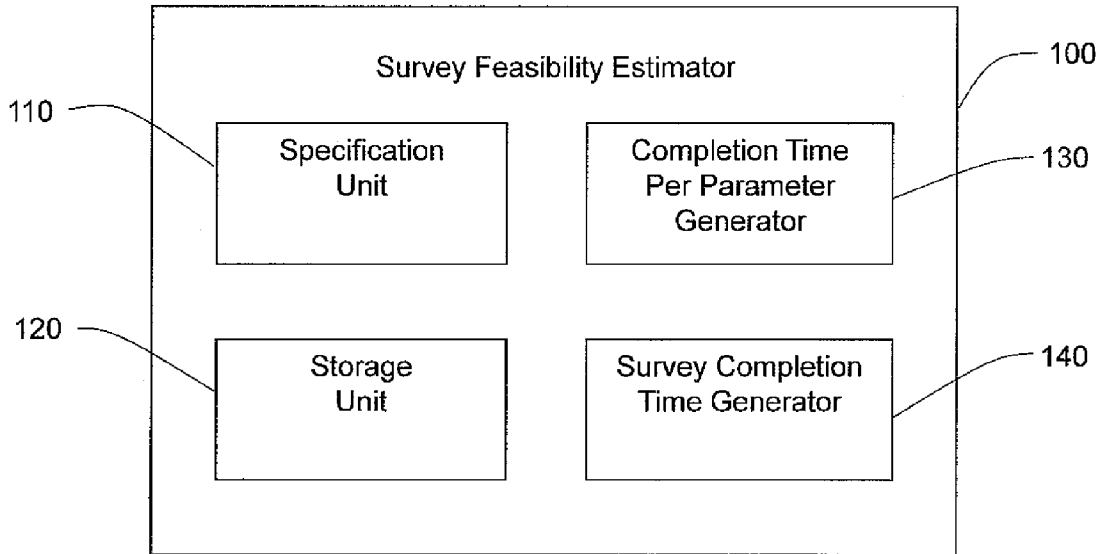 Survey Feasibility Estimator
100
110
Specification
Unit
Completion Time
Per Parameter
Generator
130
120
Storage
Unit
Survey Completion
Time Generator
140